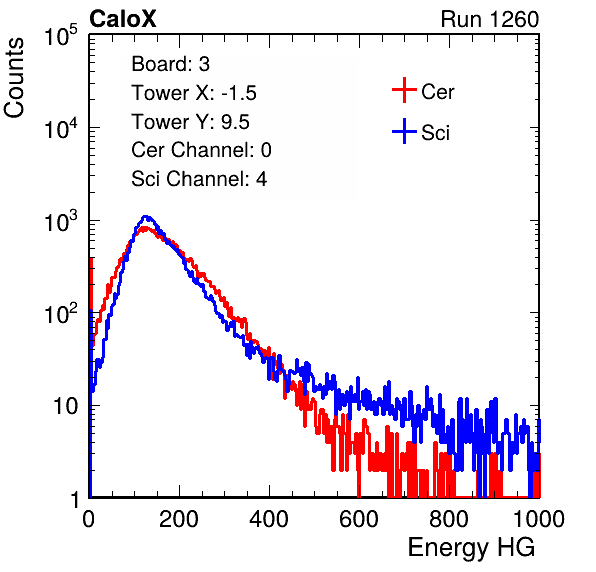 CaloX Run 1260
Counts
10^5
10^4
10^3
10^2
10
1
Board: 3
Tower X: -1.5
Tower Y: 9.5
Cer Channel: 0
Sci Channel: 4
Cer
Sci
0 200 400 600 800 1000
Energy HG